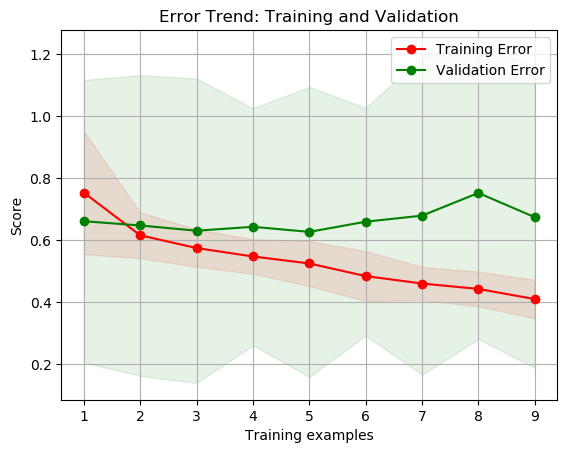 Error Trend: Training and Validation
Training Error
Validation Error
Score
1.2
1.0
0.8
0.6
0.4
0.2
1 2 3 4 5 6 7 8 9
Training examples